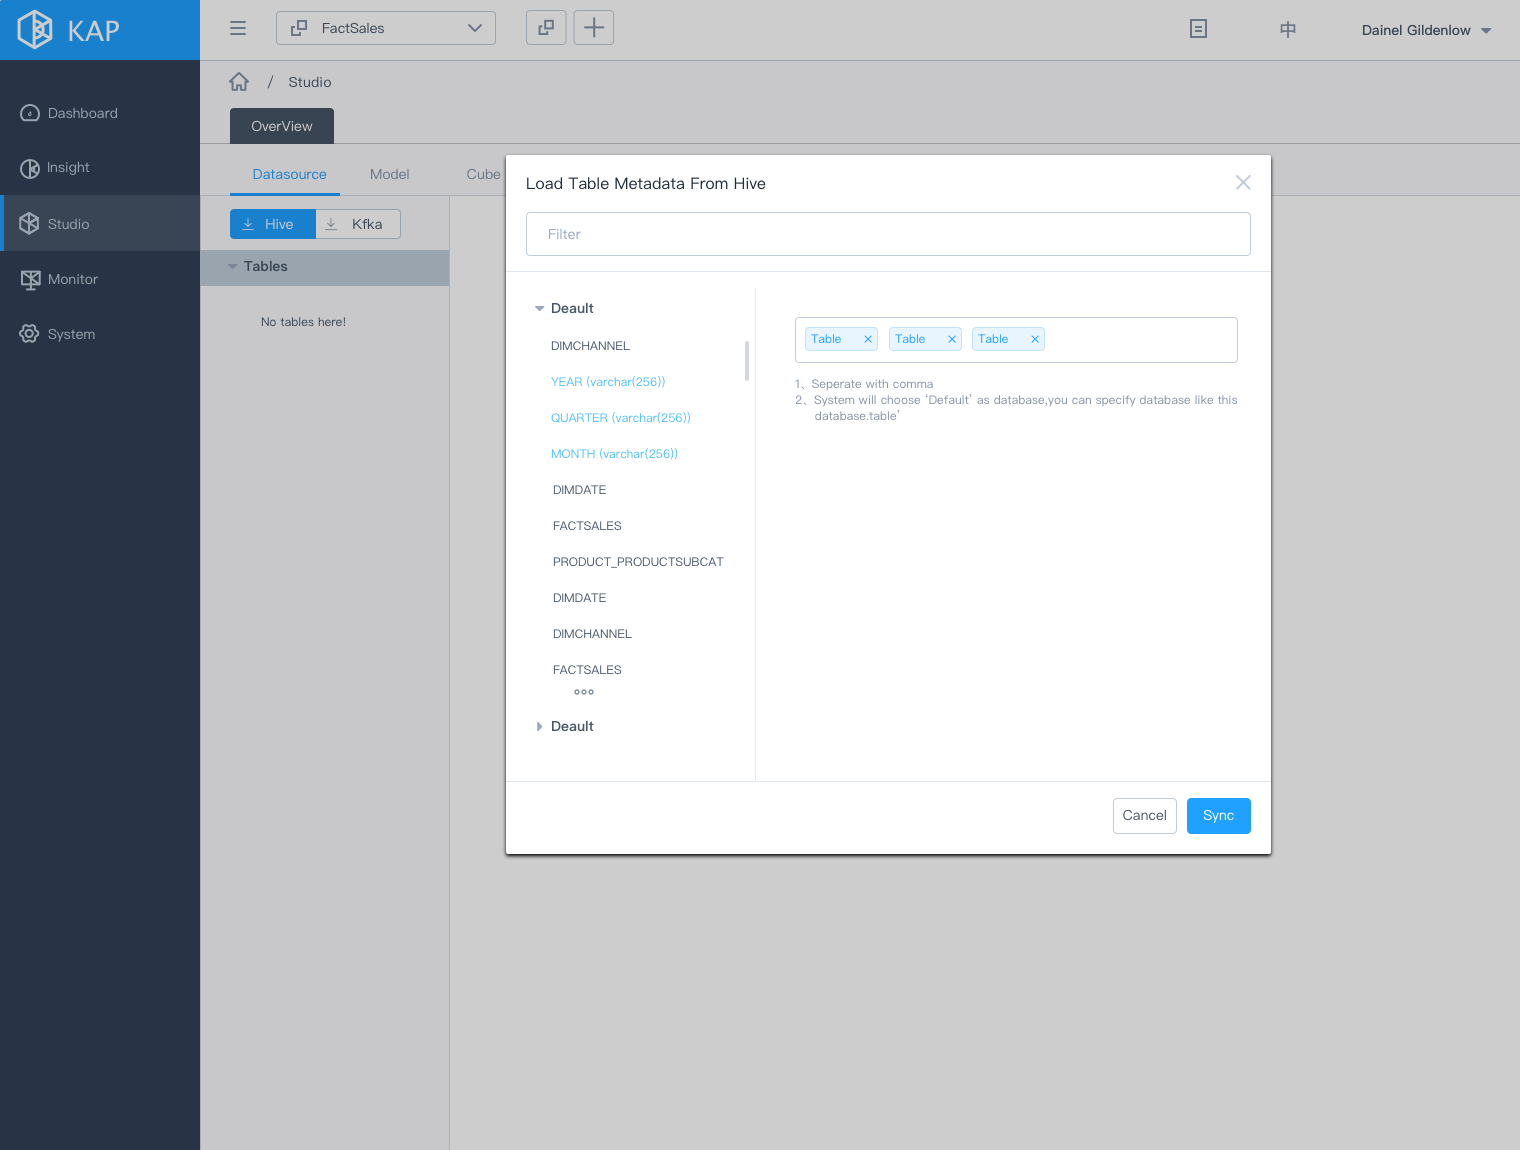 KAP
FactSales
中
Dainel Gildenlow
/ Studio
OverView
Dashboard
Insight
Studio
Monitor
System
Datasource
Model
Cube
Hive
Kfka
Tables
No tables here!
Load Table Metadata From Hive
Filter
Deault
DIMCHANNEL
YEAR (varchar(256))
QUARTER (varchar(256))
MONTH (varchar(256))
DIMDATE
FACTSALES
PRODUCT_PRODUCTSUBCAT
DIMDATE
DIMCHANNEL
FACTSALES
Deault
Table × Table × Table ×
1、Seperate with comma
2、System will choose ‘Default’ as database,you can specify database like this
database.table’
Cancel
Sync